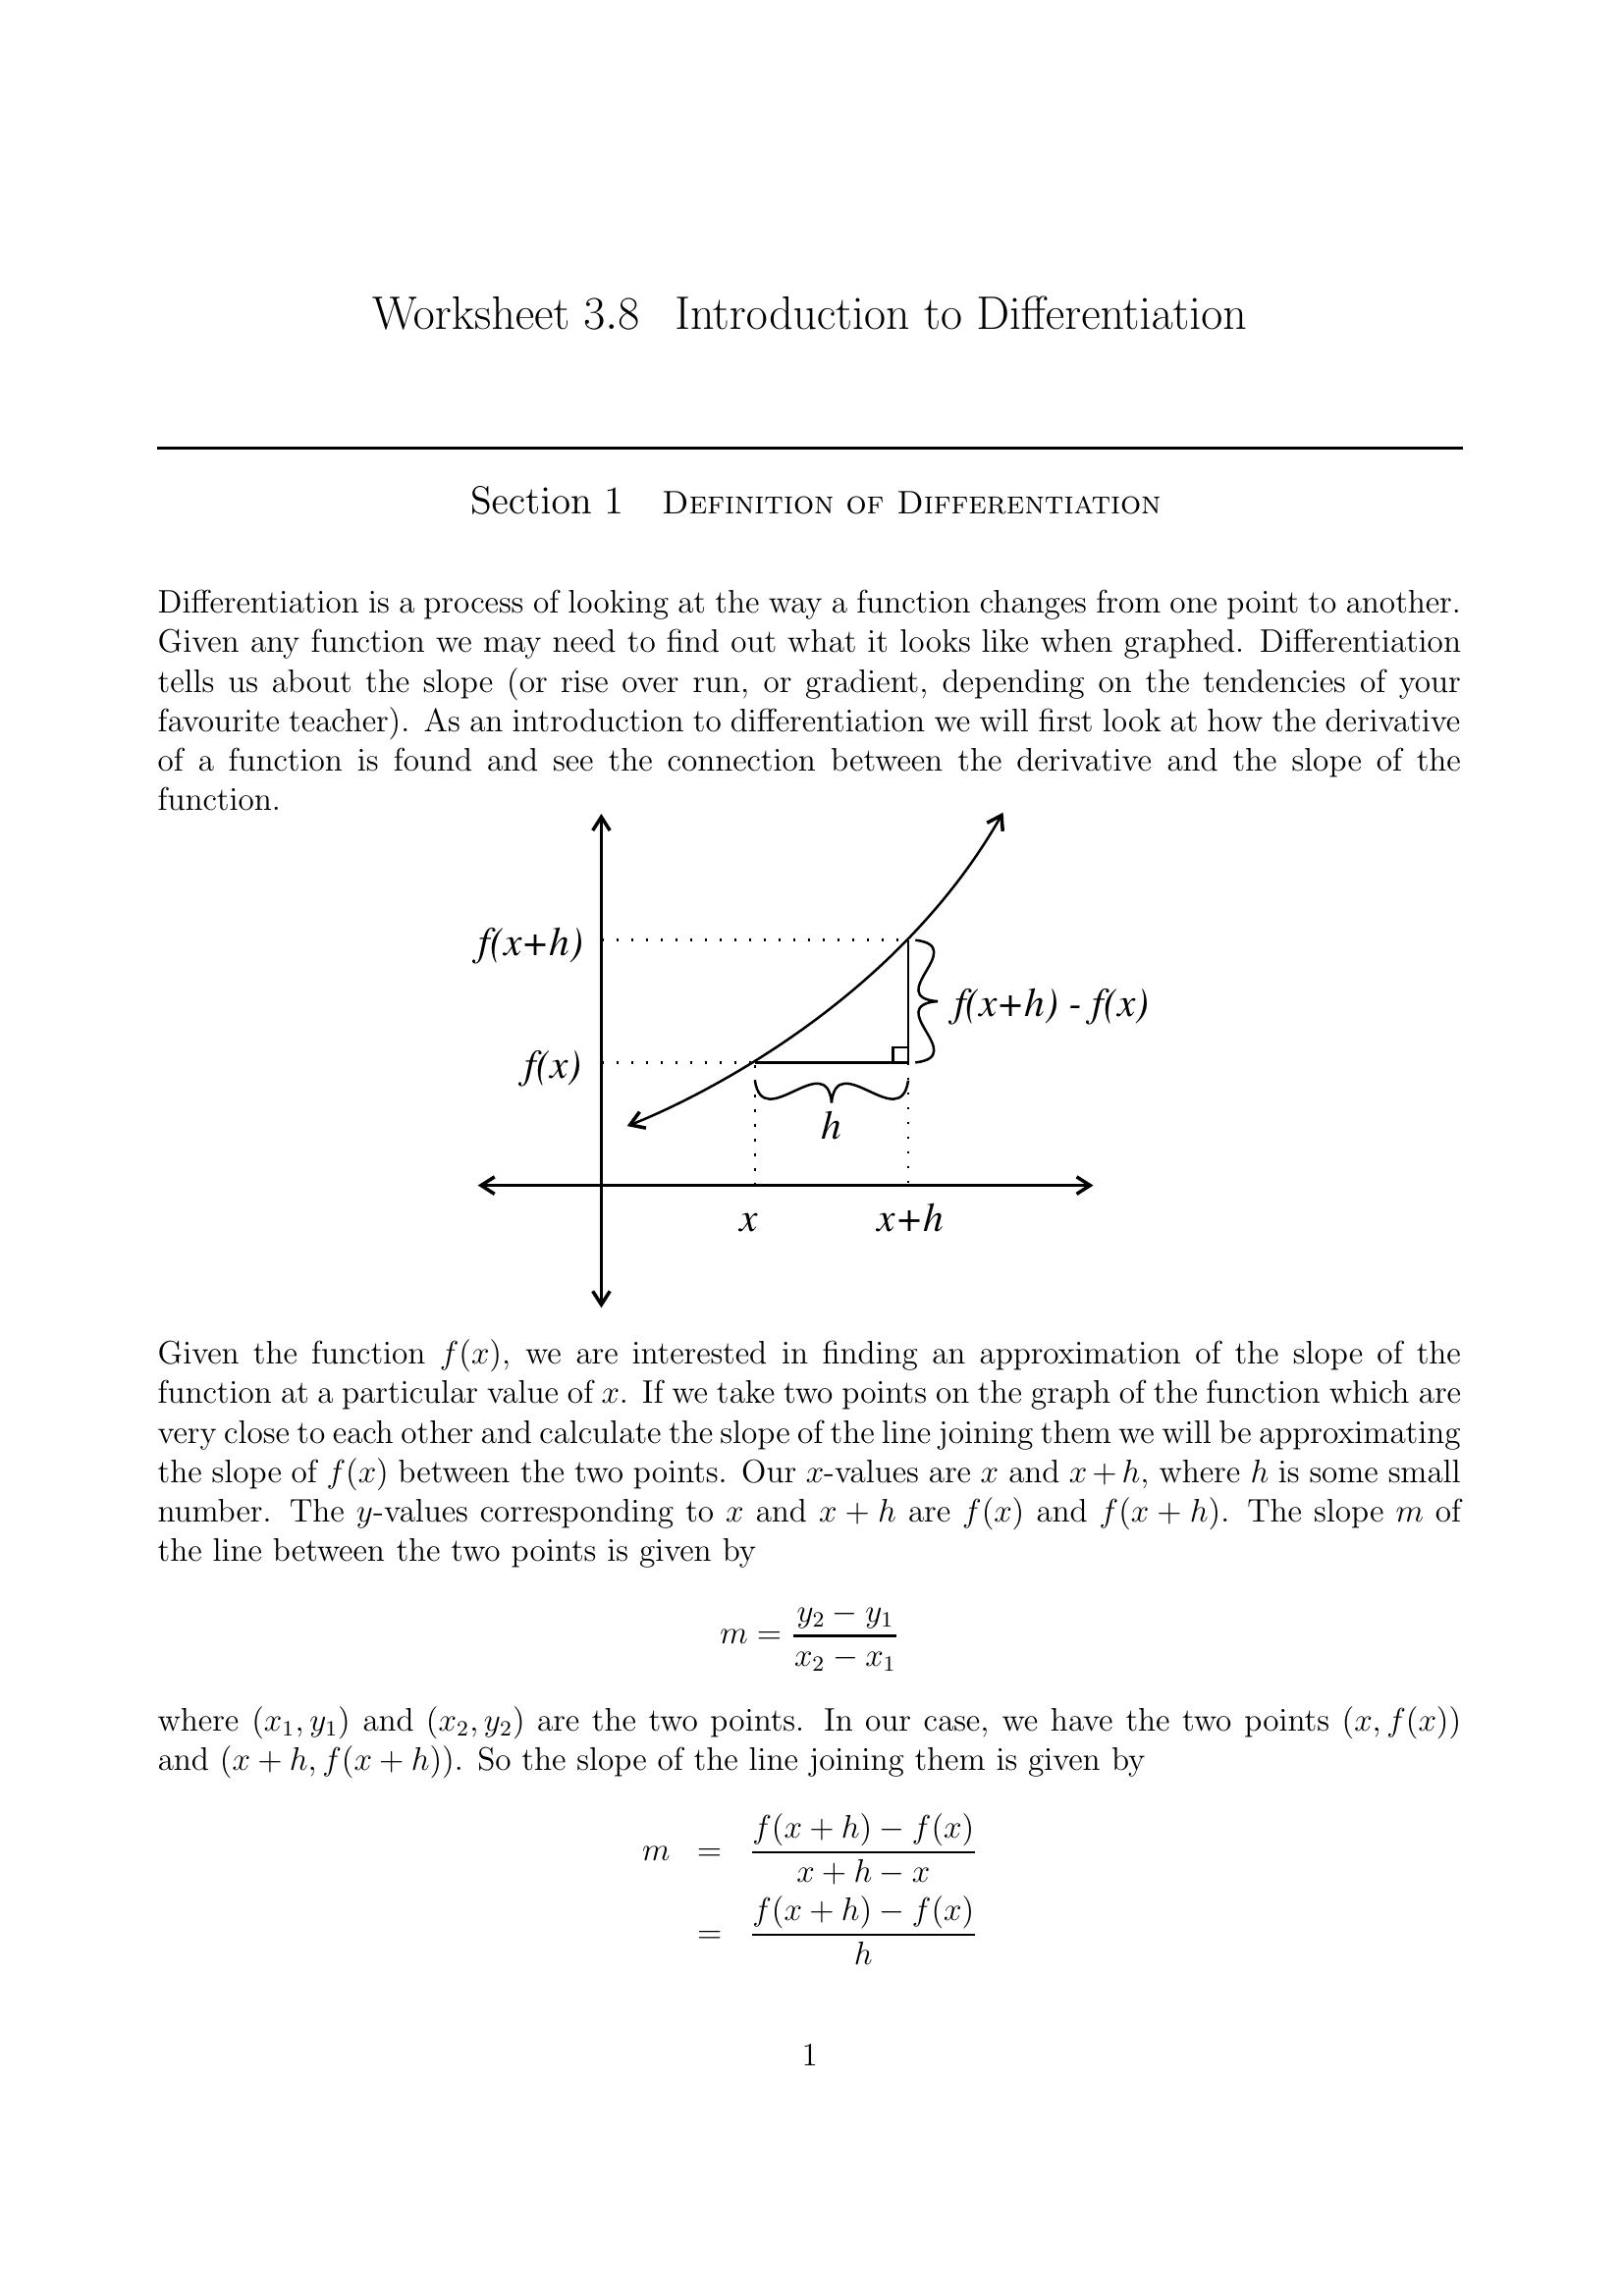 Worksheet 3.8 Introduction to Differentiation
Section 1 Definition of Differentiation
Differentiation is a process of looking at the way a function changes from one point to another.
Given any function we may need to find out what it looks like when graphed. Differentiation
tells us about the slope (or rise over run, or gradient, depending on the tendencies of your
favourite teacher). As an introduction to differentiation we will first look at how the derivative
of a function is found and see the connection between the derivative and the slope of the
function.
f(x+h)
f(x+h) - f(x)
f(x)
h
x x+h
Given the function f(x), we are interested in finding an approximation of the slope of the
function at a particular value of x. If we take two points on the graph of the function which are
very close to each other and calculate the slope of the line joining them we will be approximating
the slope of f(x) between the two points. Our x-values are x and x + h, where h is some small
number. The y-values corresponding to x and x + h are f(x) and f(x + h). The slope m of
the line between the two points is given by
m = \frac{y_2 − y_1}{x_2 − x_1}
where (x_1, y_1) and (x_2, y_2) are the two points. In our case, we have the two points (x, f(x))
and (x + h, f(x + h)). So the slope of the line joining them is given by
m = \frac{f(x + h) − f(x)}{x + h − x}
= \frac{f(x + h) − f(x)}{h}
1